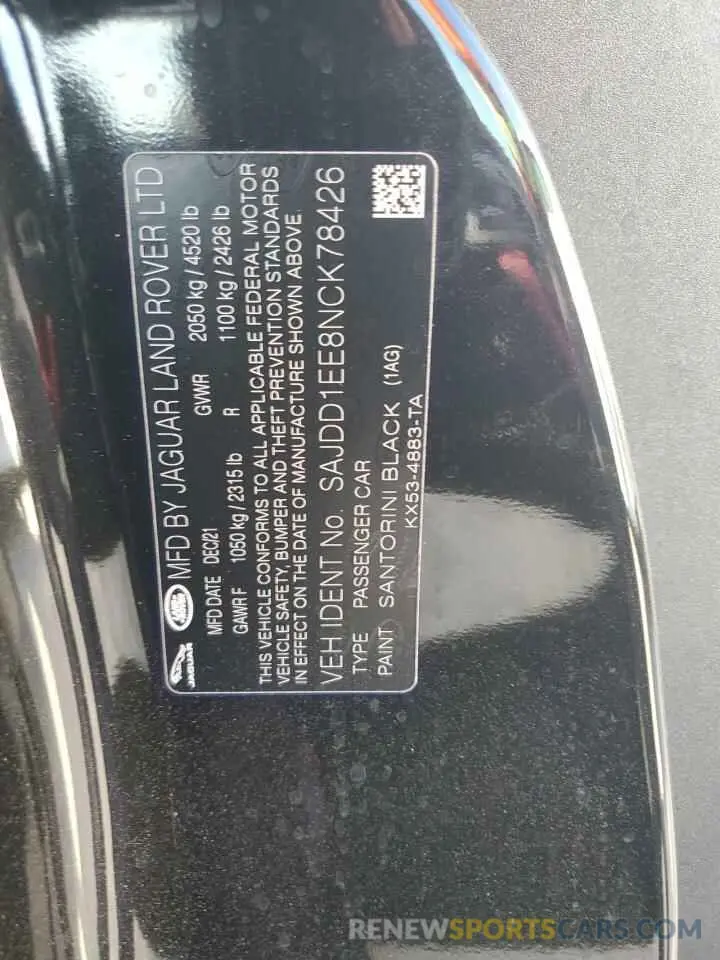 JAGUAR
LAND ROVER
MFD BY JAGUAR LAND ROVER LTD
MFD DATE DEC/21 GVWR 2050 kg / 4520 lb
GAWR F 1050 kg / 2315 lb R 1100 kg / 2426 lb
THIS VEHICLE CONFORMS TO ALL APPLICABLE FEDERAL MOTOR
VEHICLE SAFETY, BUMPER AND THEFT PREVENTION STANDARDS
IN EFFECT ON THE DATE OF MANUFACTURE SHOWN ABOVE.
VEH IDENT No. SAJDD1EE8NCK78426
TYPE PASSENGER CAR
PAINT SANTORINI BLACK (1AG)
KX53-4883-TA
RENEWSPORTSCARS.COM